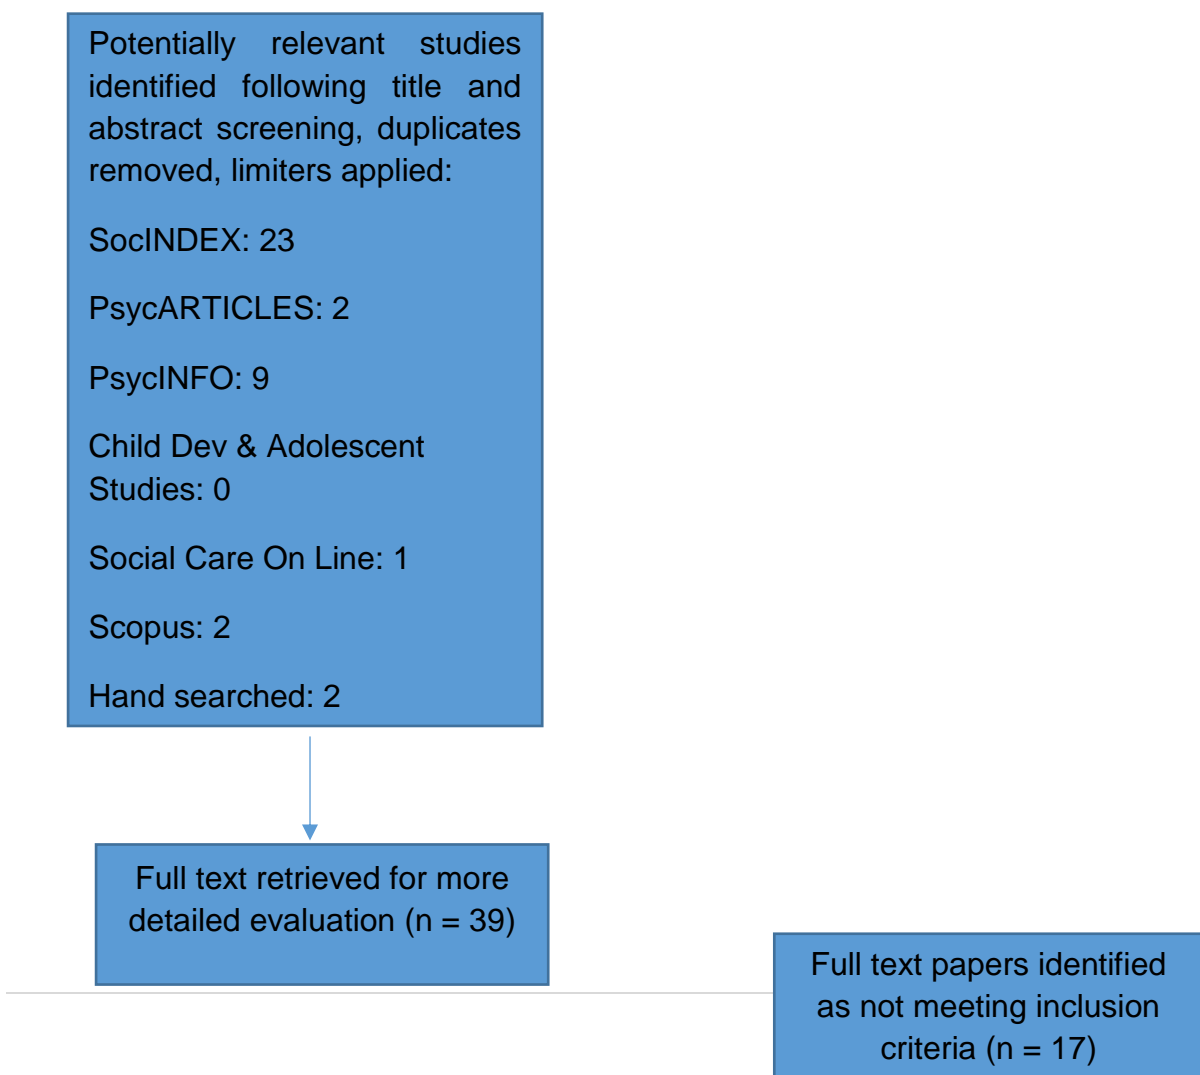 Potentially relevant studies
identified following title and
abstract screening, duplicates
removed, limiters applied:
SocINDEX: 23
PsycARTICLES: 2
PsycINFO: 9
Child Dev & Adolescent
Studies: 0
Social Care On Line: 1
Scopus: 2
Hand searched: 2
Full text retrieved for more
detailed evaluation (n = 39)
Full text papers identified
as not meeting inclusion
criteria (n = 17)